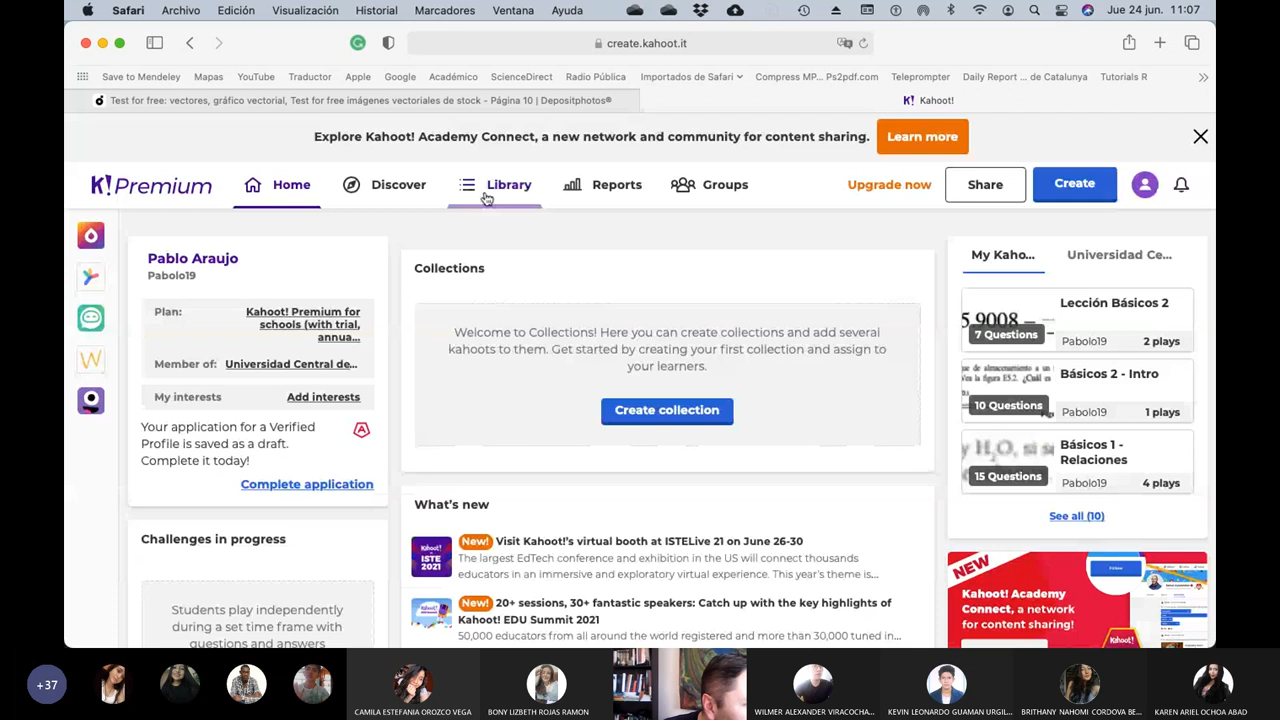 Safari Archivo Edición Visualización Historial Marcadores Ventana Ayuda Jue 24 jun. 11:07
create.kahoot.it
Save to Mendeley Mapas YouTube Traductor Apple Google Académico ScienceDirect Radio Pública Importados de Safari Compress MP... Ps2pdf.com Teleprompter Daily Report ... de Catalunya Tutorials R
Test for free: vectores, gráfico vectorial, Test for free imágenes vectoriales de stock - Página 10 | Depositphotos®
K! Kahoot!
Explore Kahoot! Academy Connect, a new network and community for content sharing. Learn more
K!Premium Home Discover Library Reports Groups Upgrade now Share Create
Pablo Araujo
Pabolo19
Plan: Kahoot! Premium for
schools (with trial,
annua...
Member of: Universidad Central de...
My interests Add interests
Your application for a Verified
Profile is saved as a draft.
Complete it today!
Complete application
Challenges in progress
Students play independently
during a set time frame with
questions and answers
Collections
Welcome to Collections! Here you can create collections and add several
kahoots to them. Get started by creating your first collection and assign to
your learners.
Create collection
What's new
Kahoot!
ISTE
2021
New! Visit Kahoot!'s virtual booth at ISTELive 21 on June 26-30
The largest EdTech conference and exhibition in the US will connect thousands
educators in an immersive and exploratory virtual experience. This year's theme is...
New! 20+ sessions, 30+ fantastic speakers: Catch up with the key highlights of
Kahoot! EDU Summit 2021
50,000 educators from all around the world registered and more than 30,000 tuned in...
My Kaho... Universidad Ce...
5.9008
7 Questions
Lección Básicos 2
Pabolo19 2 plays
10 Questions
Básicos 2 - Intro
Pabolo19 1 plays
15 Questions
Básicos 1 -
Relaciones
Pabolo19 4 plays
See all (10)
NEW
Kahoot! Academy
Connect, a network
for content sharing!
Follow
Kahoot!
+37
CAMILA ESTEFANIA OROZCO VEGA
BONY LIZBETH ROJAS RAMON
WILMER ALEXANDER VIRACOCHA...
KEVIN LEONARDO GUAMAN URGIL...
BRITHANY NAHOMI CORDOVA BE...
KAREN ARIEL OCHOA ABAD